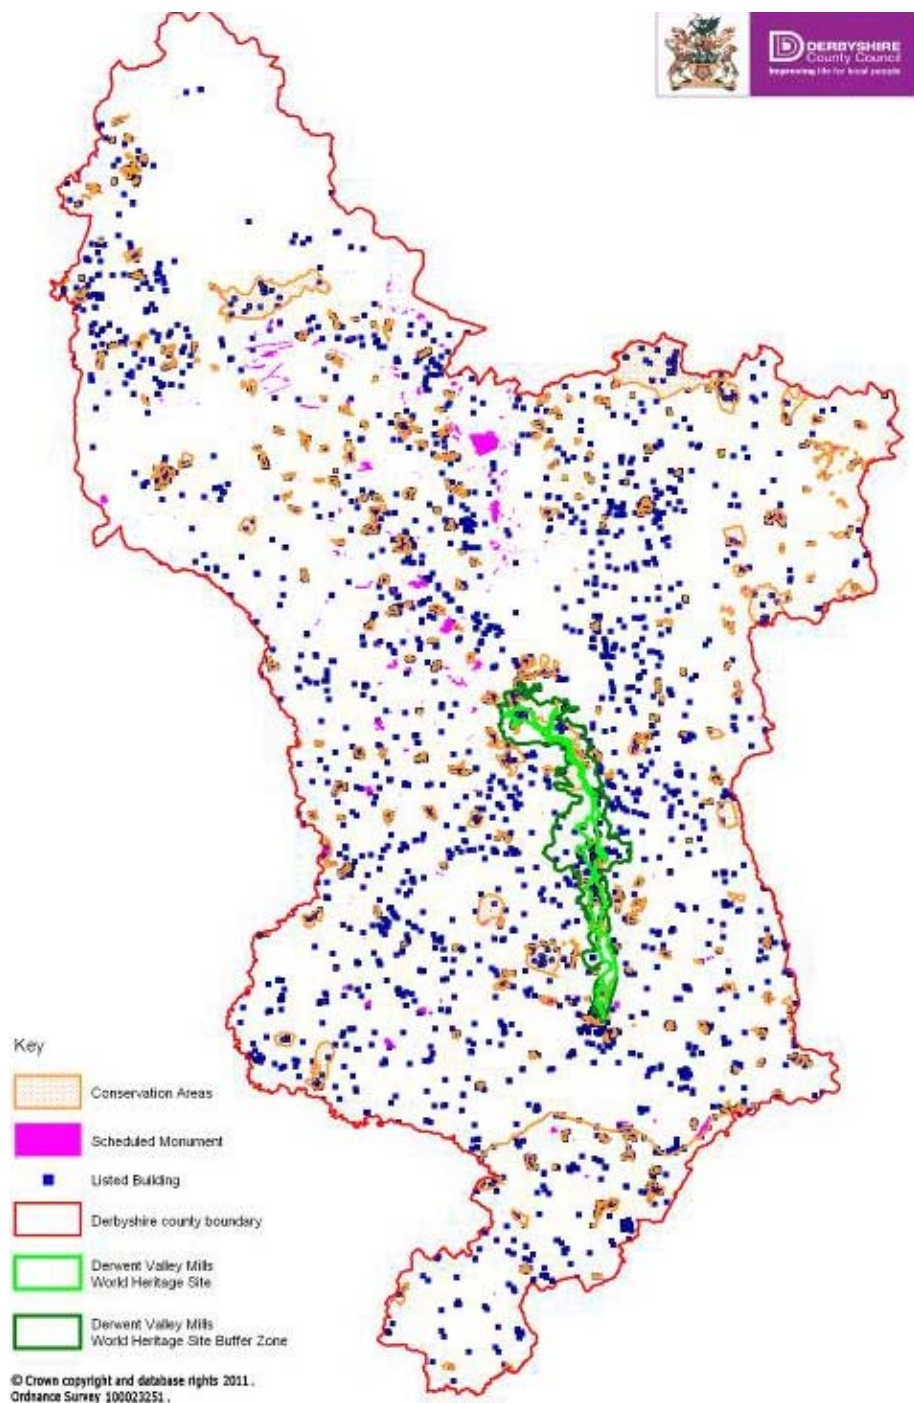 DERBYSHIRE
County Council
Improving life for local people
Key
Conservation Areas
Scheduled Monument
Listed Building
Derbyshire county boundary
Derwent Valley Mills
World Heritage Site
Derwent Valley Mills
World Heritage Site Buffer Zone
© Crown copyright and database rights 2011 .
Ordnance Survey 100023251 .